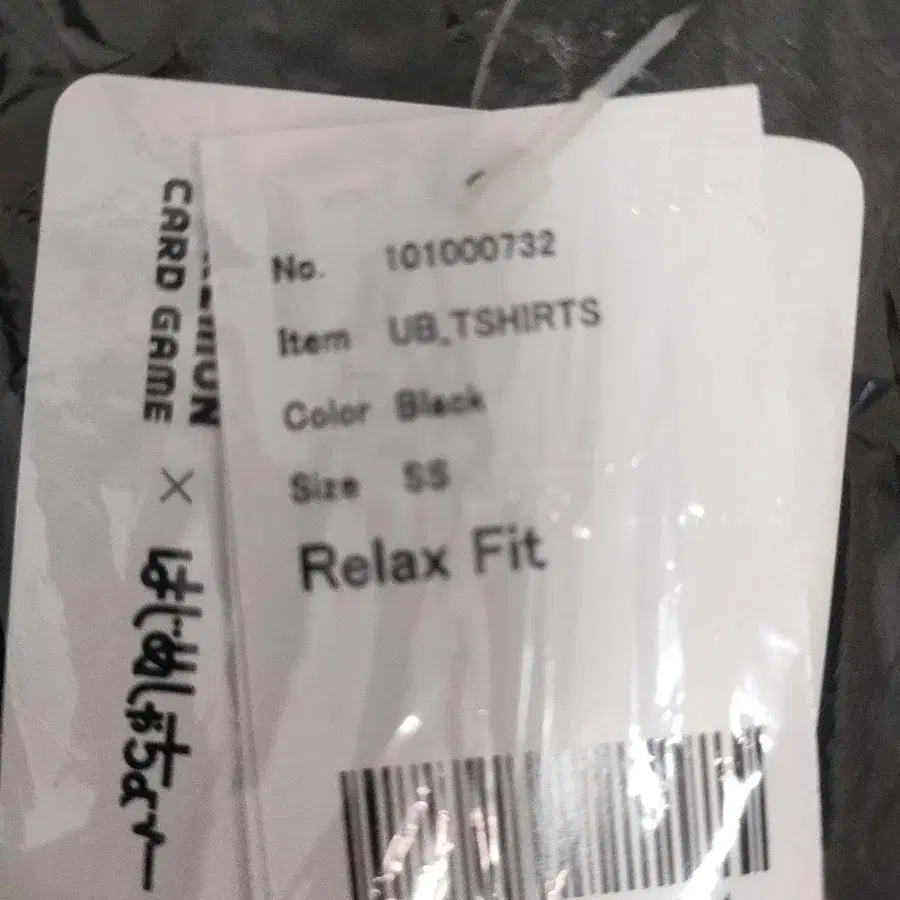 No. 101000732
Item UB_TSHIRTS
Color Black
Size SS
Relax Fit
CARD GAME × はじめしゃちょー